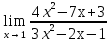 lim x→1 (4x²−7x+3)/(3x²−2x−1)